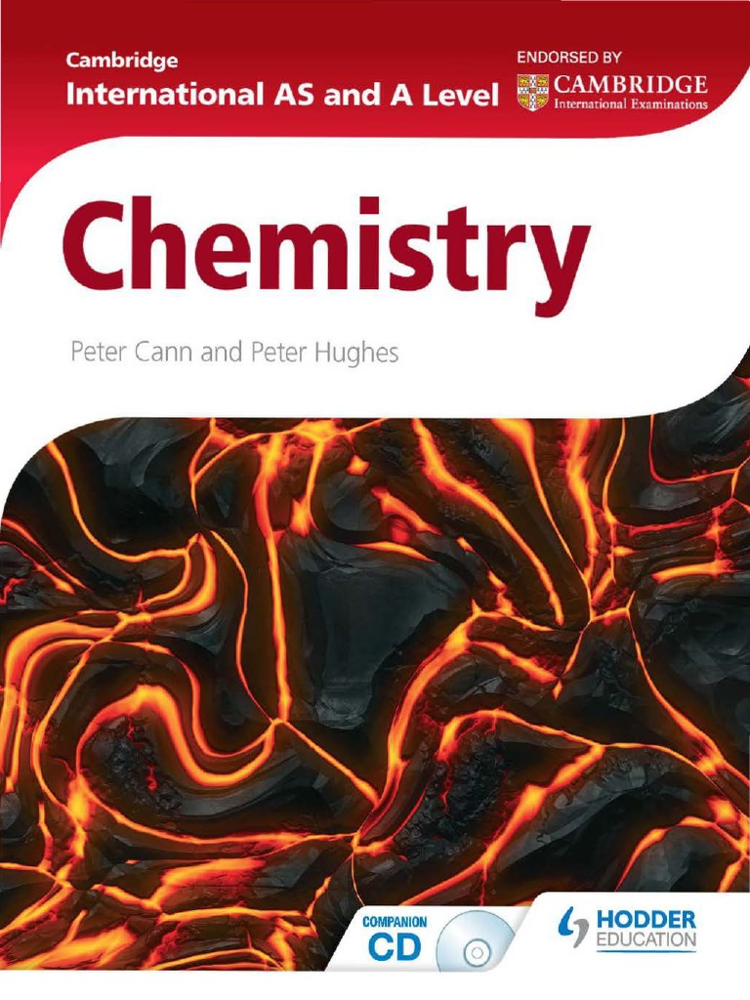 Cambridge
International AS and A Level
ENDORSED BY
CAMBRIDGE
International Examinations
Chemistry
Peter Cann and Peter Hughes
COMPANION
CD
HODDER
EDUCATION